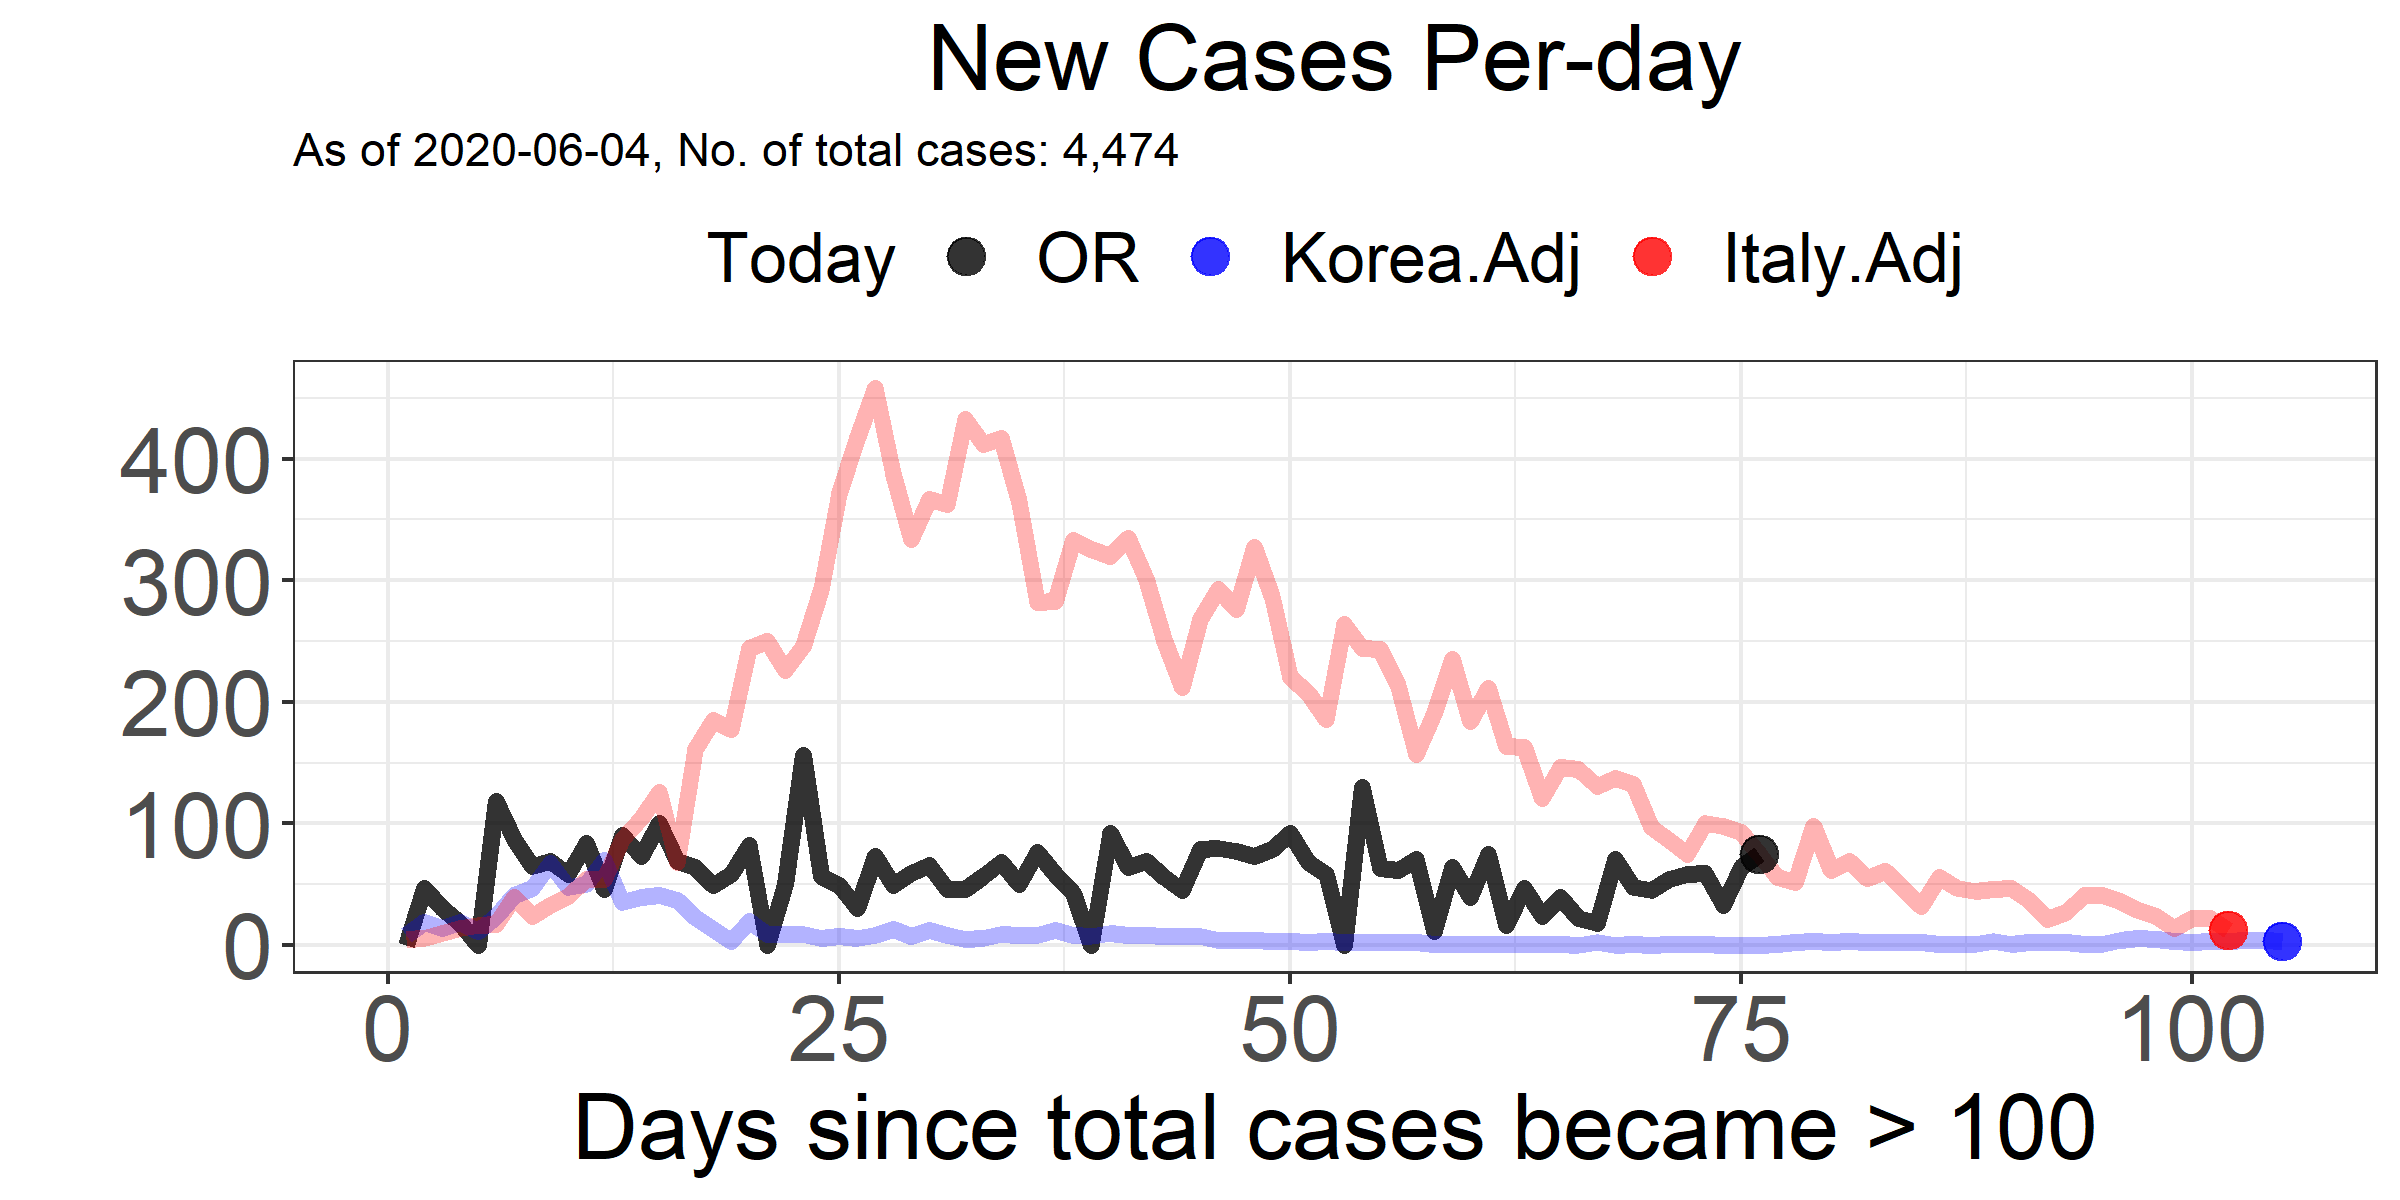 New Cases Per-day
As of 2020-06-04, No. of total cases: 4,474
Today OR Korea.Adj Italy.Adj
400
300
200
100
0
0 25 50 75 100
Days since total cases became > 100